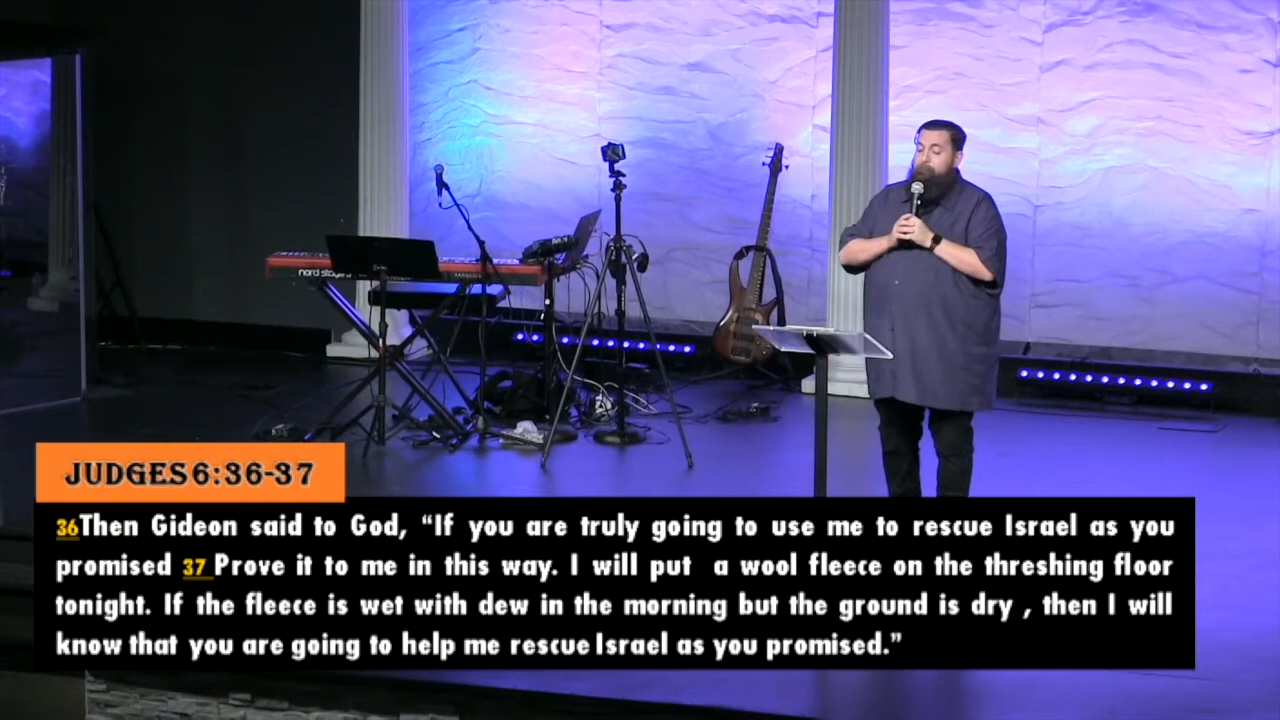 nord stage 3
JUDGES 6:36-37
36Then Gideon said to God, “If you are truly going to use me to rescue Israel as you
promised 37 Prove it to me in this way. I will put a wool fleece on the threshing floor
tonight. If the fleece is wet with dew in the morning but the ground is dry , then I will
know that you are going to help me rescue Israel as you promised.”